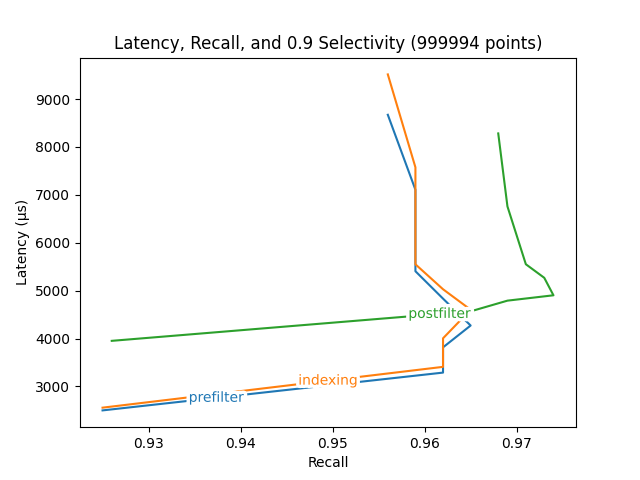 Latency, Recall, and 0.9 Selectivity (999994 points)
Latency (µs)
9000
8000
7000
6000
5000
4000
3000
postfilter
indexing
prefilter
0.93 0.94 0.95 0.96 0.97
Recall